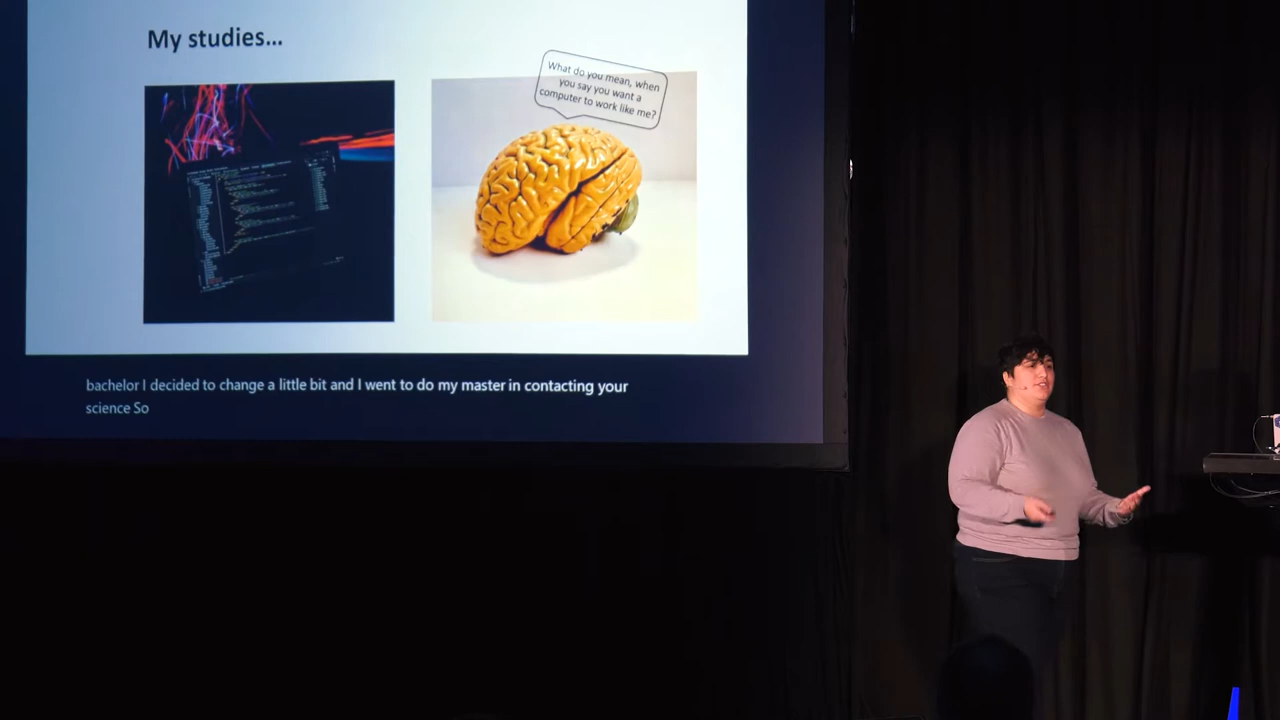 My studies...
What do you mean, when
you say you want a
computer to work like me?
bachelor I decided to change a little bit and I went to do my master in contacting your
science So